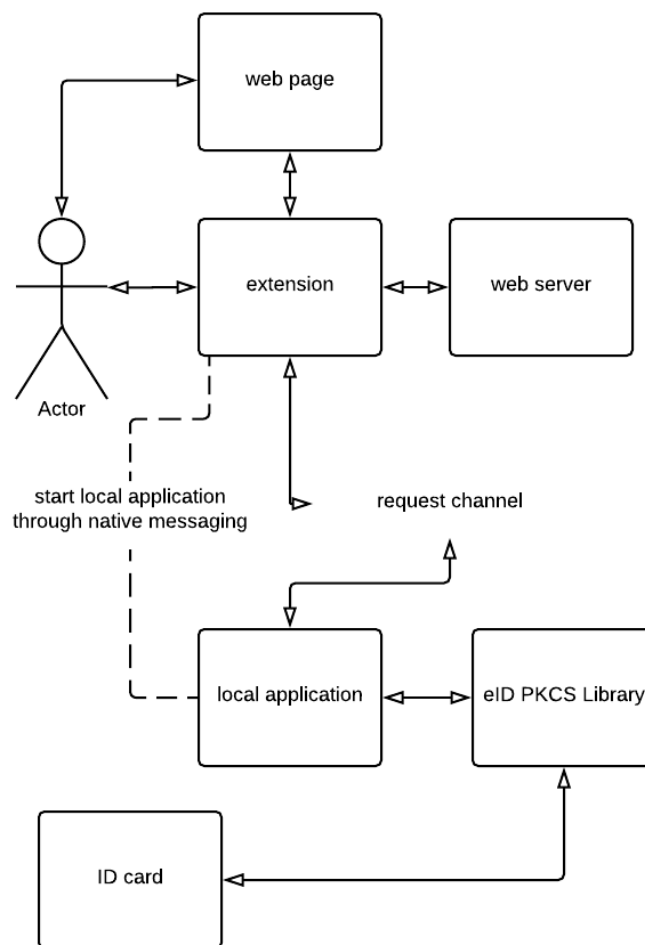 web page
extension
web server
Actor
start local application
through native messaging
request channel
local application
eID PKCS Library
ID card